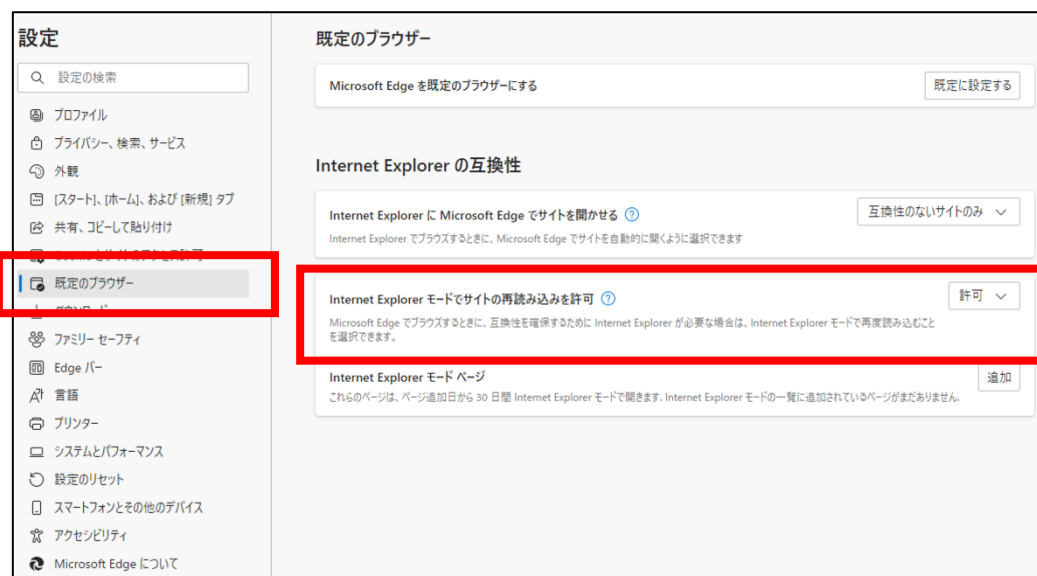 設定
設定の検索
プロファイル
プライバシー、検索、サービス
外観
[スタート]、[ホーム]、および [新規] タブ
共有、コピーして貼り付け
既定のブラウザー
ファミリー セーフティ
Edge バー
言語
プリンター
システムとパフォーマンス
設定のリセット
スマートフォンとその他のデバイス
アクセシビリティ
Microsoft Edge について
既定のブラウザー
Microsoft Edge を既定のブラウザーにする
既定に設定する
Internet Explorer の互換性
Internet Explorer に Microsoft Edge でサイトを開かせる
互換性のないサイトのみ
Internet Explorer でブラウズするときに、Microsoft Edge でサイトを自動的に開くように選択できます
Internet Explorer モードでサイトの再読み込みを許可
許可
Microsoft Edge でブラウズするときに、互換性を確保するために Internet Explorer が必要な場合は、Internet Explorer モードで再度読み込むこと
を選択できます。
Internet Explorer モード ページ
追加
これらのページは、ページ追加日から 30 日間 Internet Explorer モードで開きます. Internet Explorer モードの一覧に追加されているページがまだありません.